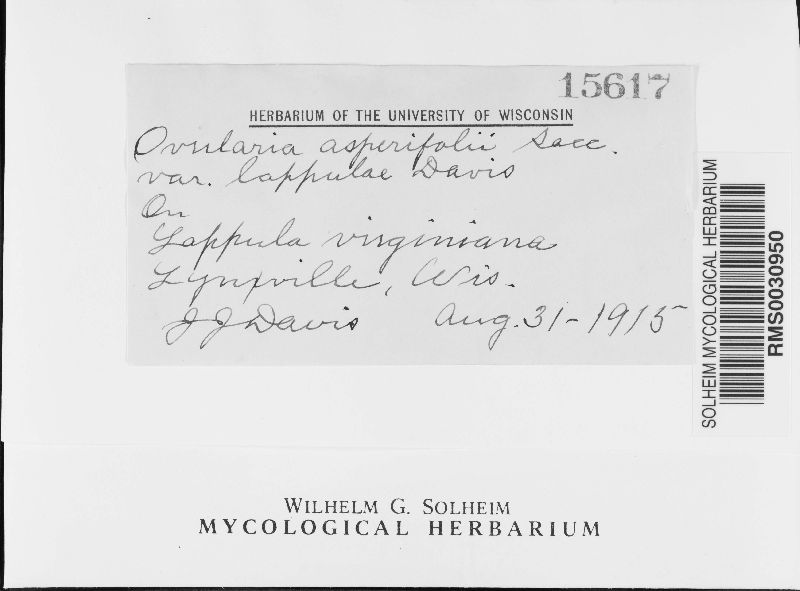 15617
HERBARIUM OF THE UNIVERSITY OF WISCONSIN
Ovularia asperifolii Sacc.
var. lappulae Davis
On
Lappula virginiana
Lynxville, Wis.
JJ Davis Aug. 31-1915
SOLHEIM MYCOLOGICAL HERBARIUM
RMS0030950
WILHELM G. SOLHEIM
MYCOLOGICAL HERBARIUM